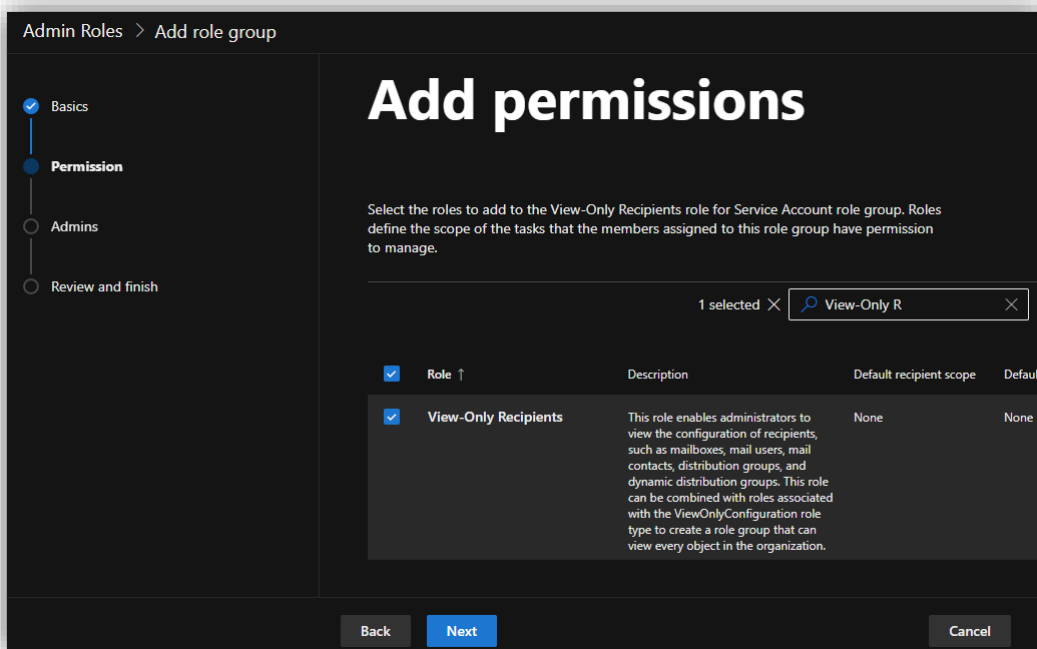 Admin Roles > Add role group
Basics
Permission
Admins
Review and finish
Add permissions
Select the roles to add to the View-Only Recipients role for Service Account role group. Roles
define the scope of the tasks that the members assigned to this role group have permission
to manage.
1 selected
View-Only R
Role ↑ Description Default recipient scope Defaul
View-Only Recipients
This role enables administrators to
view the configuration of recipients,
such as mailboxes, mail users, mail
contacts, distribution groups, and
dynamic distribution groups. This role
can be combined with roles associated
with the ViewOnlyConfiguration role
type to create a role group that can
view every object in the organization.
None
None
Back
Next
Cancel